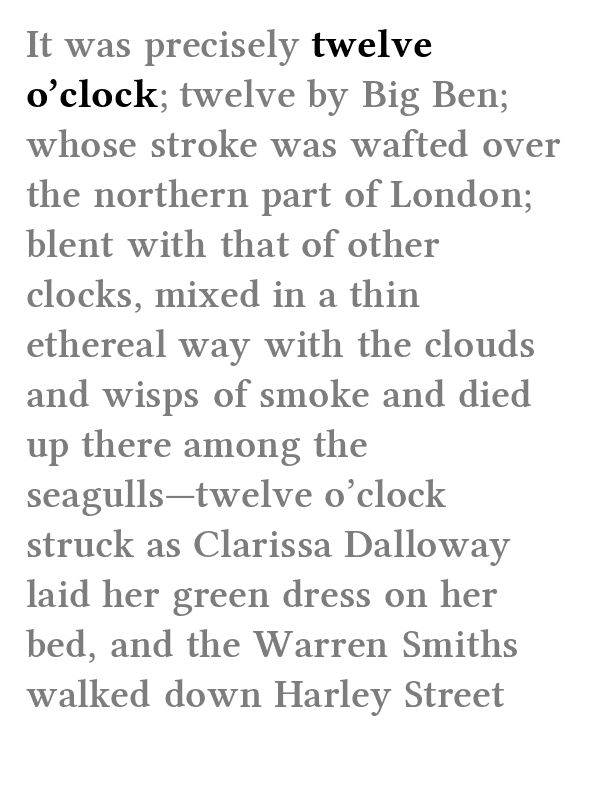 It was precisely twelve
o’clock; twelve by Big Ben;
whose stroke was wafted over
the northern part of London;
blent with that of other
clocks, mixed in a thin
ethereal way with the clouds
and wisps of smoke and died
up there among the
seagulls—twelve o’clock
struck as Clarissa Dalloway
laid her green dress on her
bed, and the Warren Smiths
walked down Harley Street